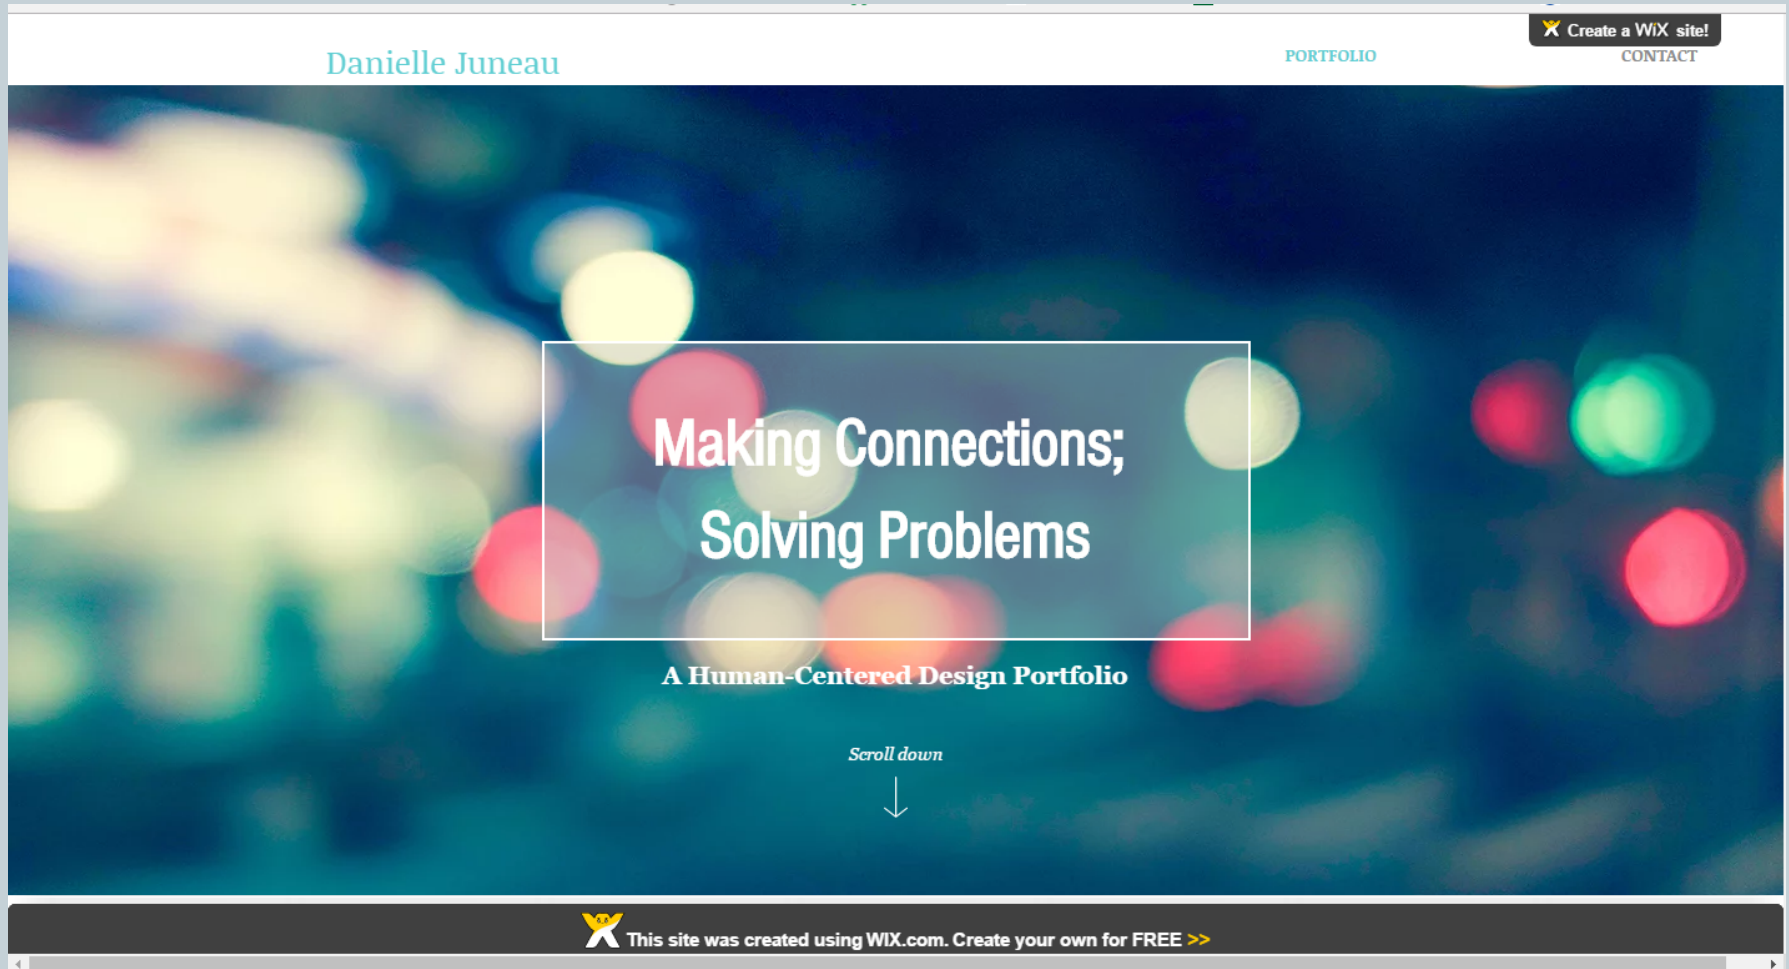 Create a WiX site!
Danielle Juneau
PORTFOLIO
CONTACT
Making Connections;
Solving Problems
A Human-Centered Design Portfolio
Scroll down
This site was created using WIX.com. Create your own for FREE >>